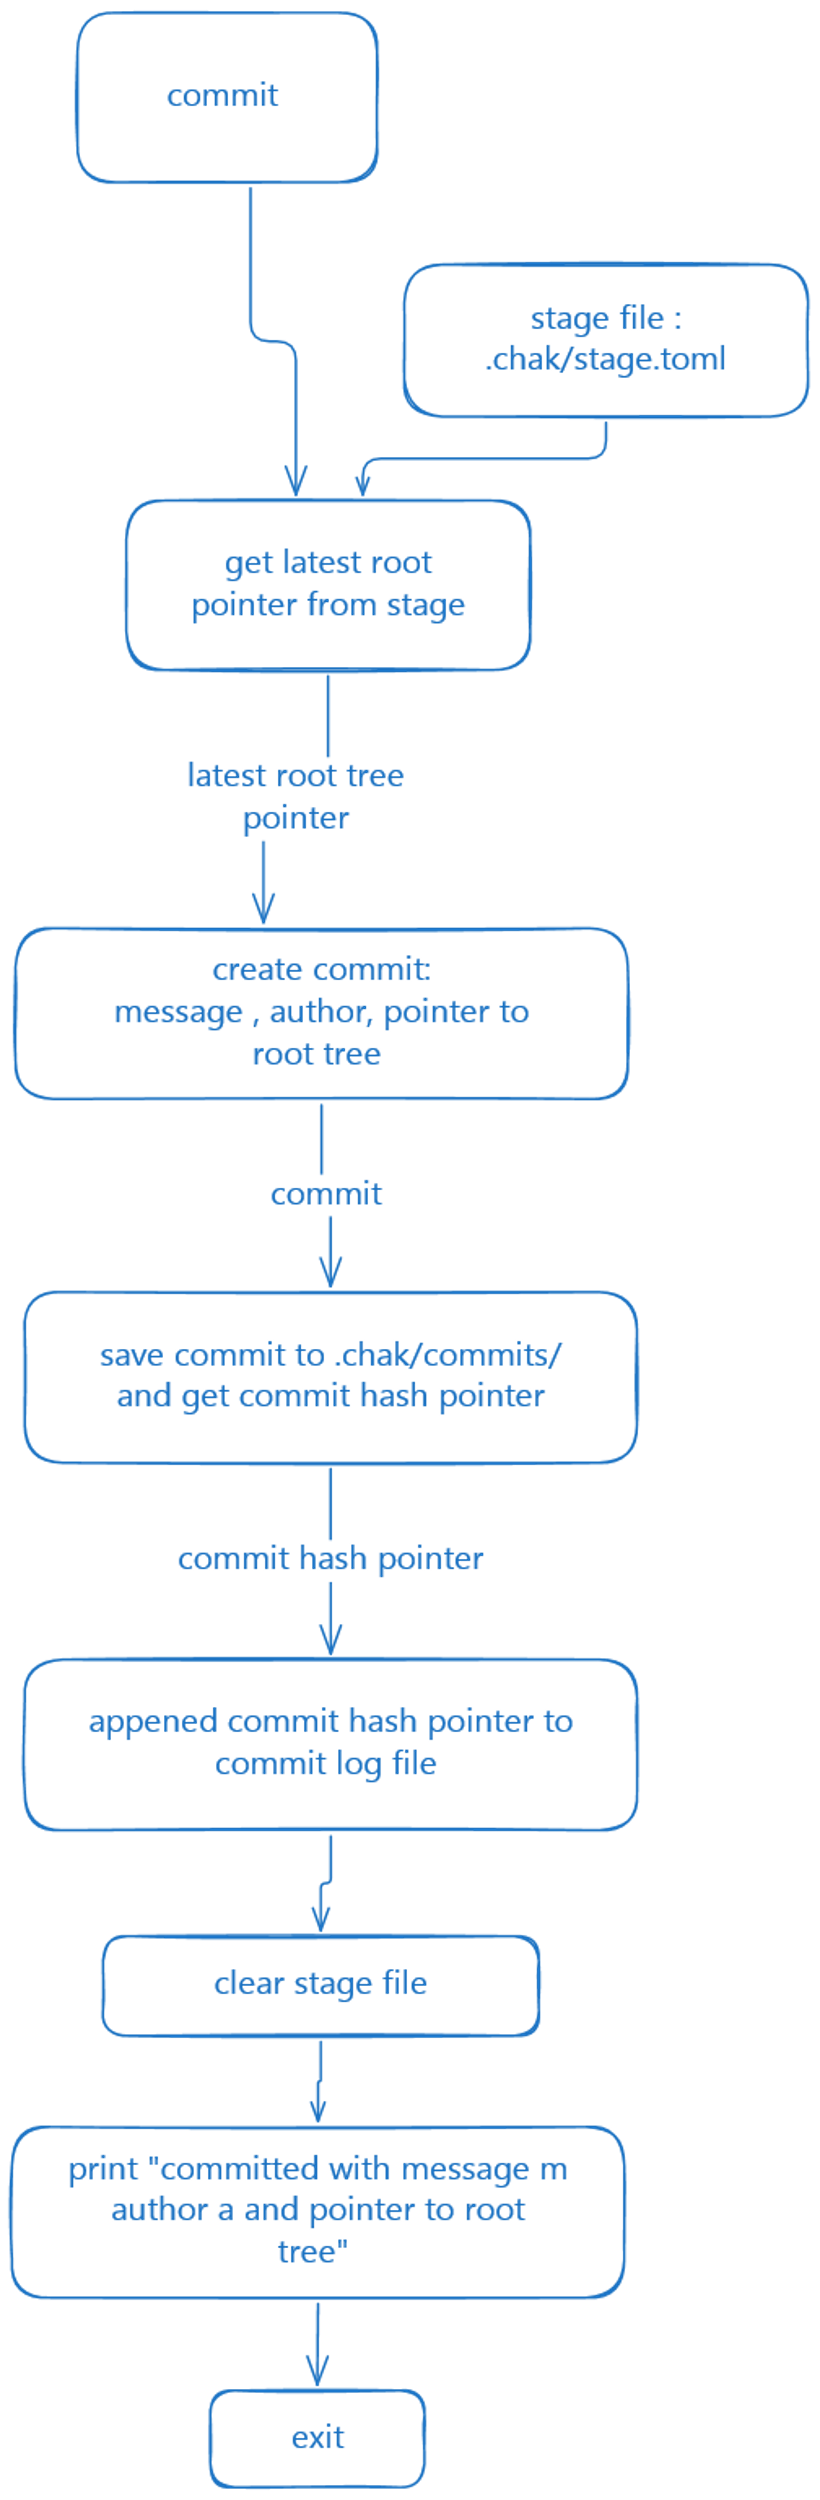 commit
stage file :
.chak/stage.toml
get latest root
pointer from stage
latest root tree
pointer
create commit:
message , author, pointer to
root tree
commit
save commit to .chak/commits/
and get commit hash pointer
commit hash pointer
appened commit hash pointer to
commit log file
clear stage file
print "committed with message m
author a and pointer to root
tree"
exit